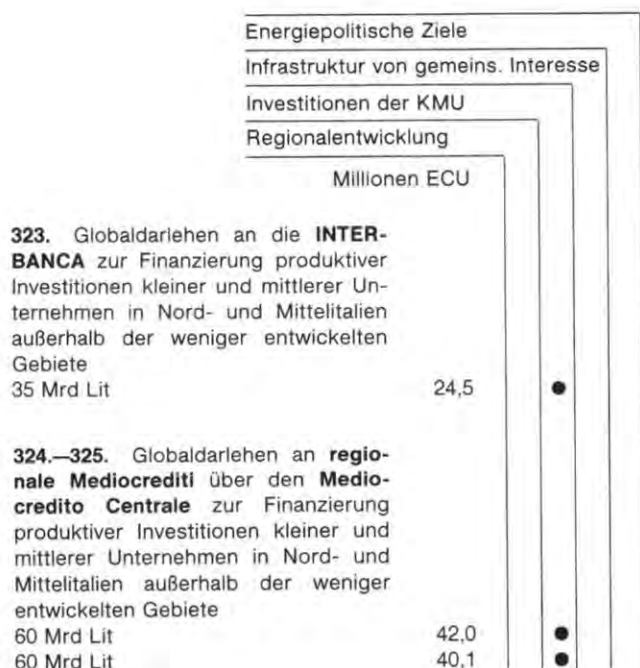 Energiepolitische Ziele
Infrastruktur von gemeins. Interesse
Investitionen der KMU
Regionalentwicklung
Millionen ECU
323. Globaldarlehen an die INTER-
BANCA zur Finanzierung produktiver
Investitionen kleiner und mittlerer Un-
ternehmen in Nord- und Mittelitalien
außerhalb der weniger entwickelten
Gebiete
35 Mrd Lit 24,5 ●
324.—325. Globaldarlehen an regio-
nale Mediocrediti über den Medio-
credito Centrale zur Finanzierung
produktiver Investitionen kleiner und
mittlerer Unternehmen in Nord- und
Mittelitalien außerhalb der weniger
entwickelten Gebiete
60 Mrd Lit 42,0 ●
60 Mrd Lit 40,1 ●